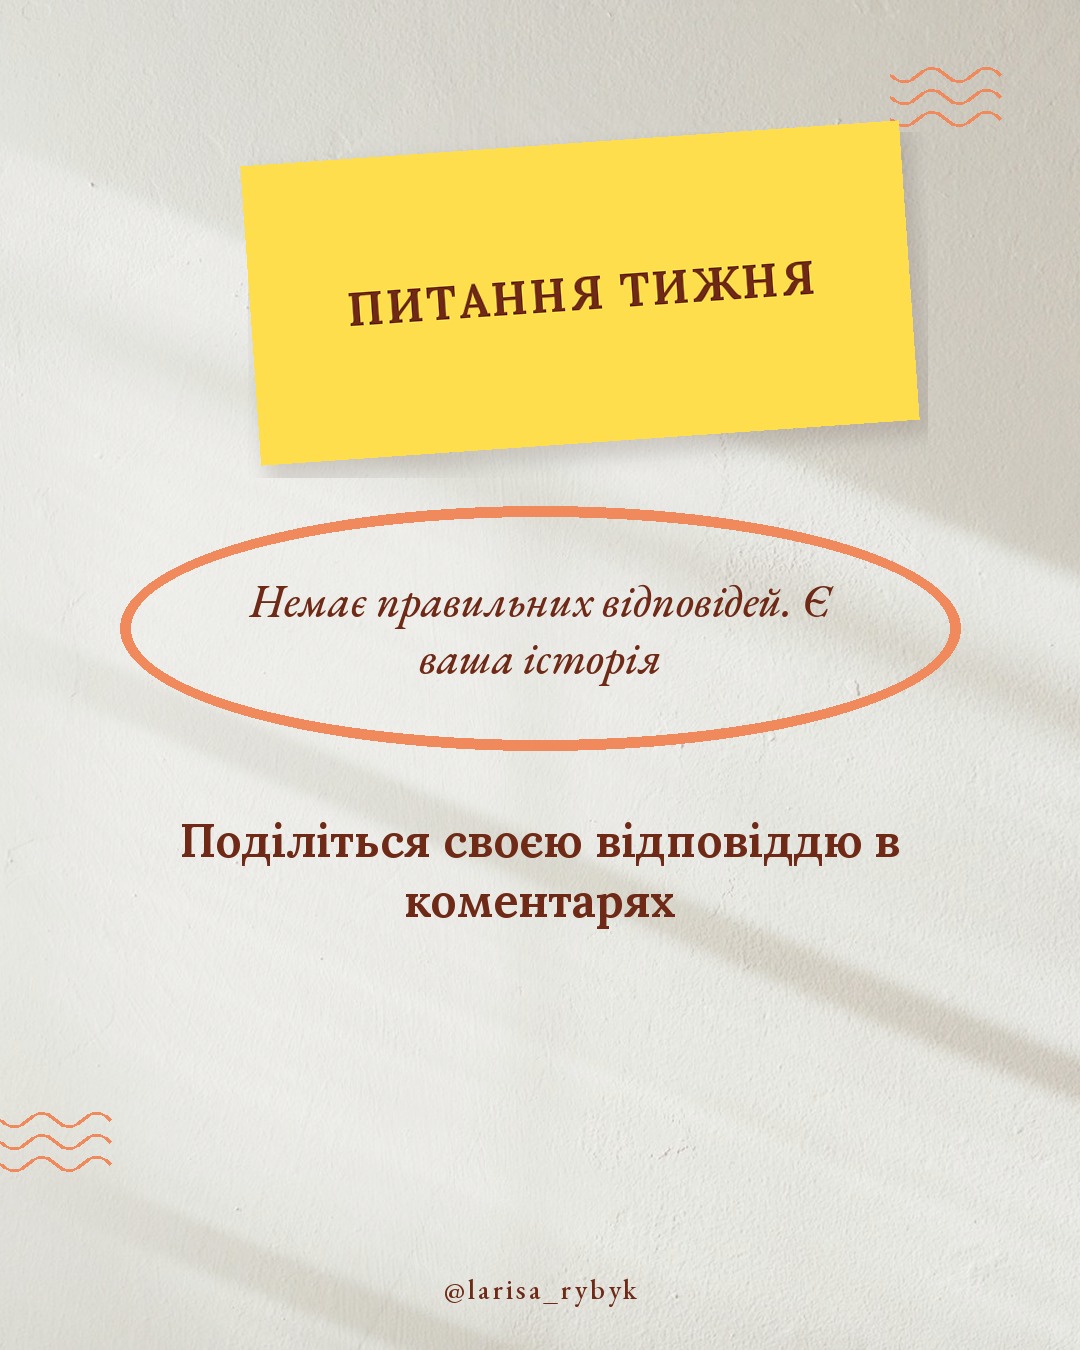 ПИТАННЯ ТИЖНЯ
Немає правильних відповідей. Є
ваша історія
Поділіться своєю відповіддю в
коментарях
@larisa_rybyk